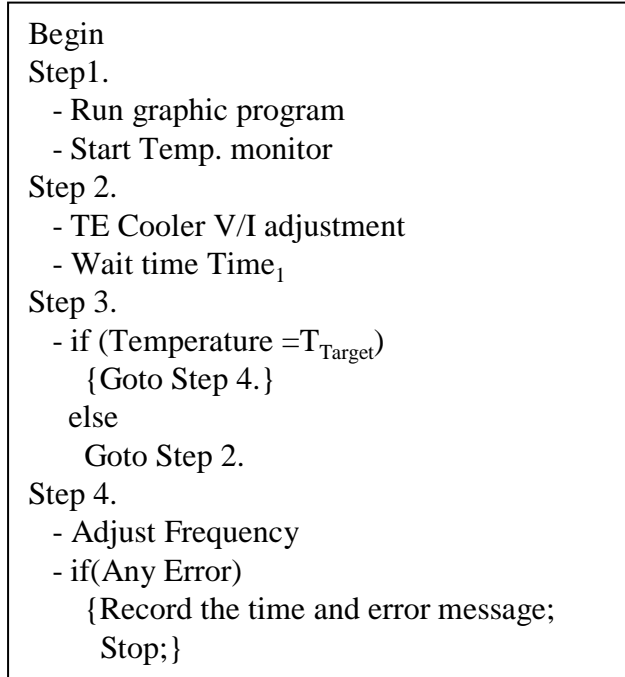 Begin
Step1.
- Run graphic program
- Start Temp. monitor
Step 2.
- TE Cooler V/I adjustment
- Wait time Time₁
Step 3.
- if (Temperature =T_Target)
{Goto Step 4.}
else
Goto Step 2.
Step 4.
- Adjust Frequency
- if(Any Error)
{Record the time and error message;
Stop;}